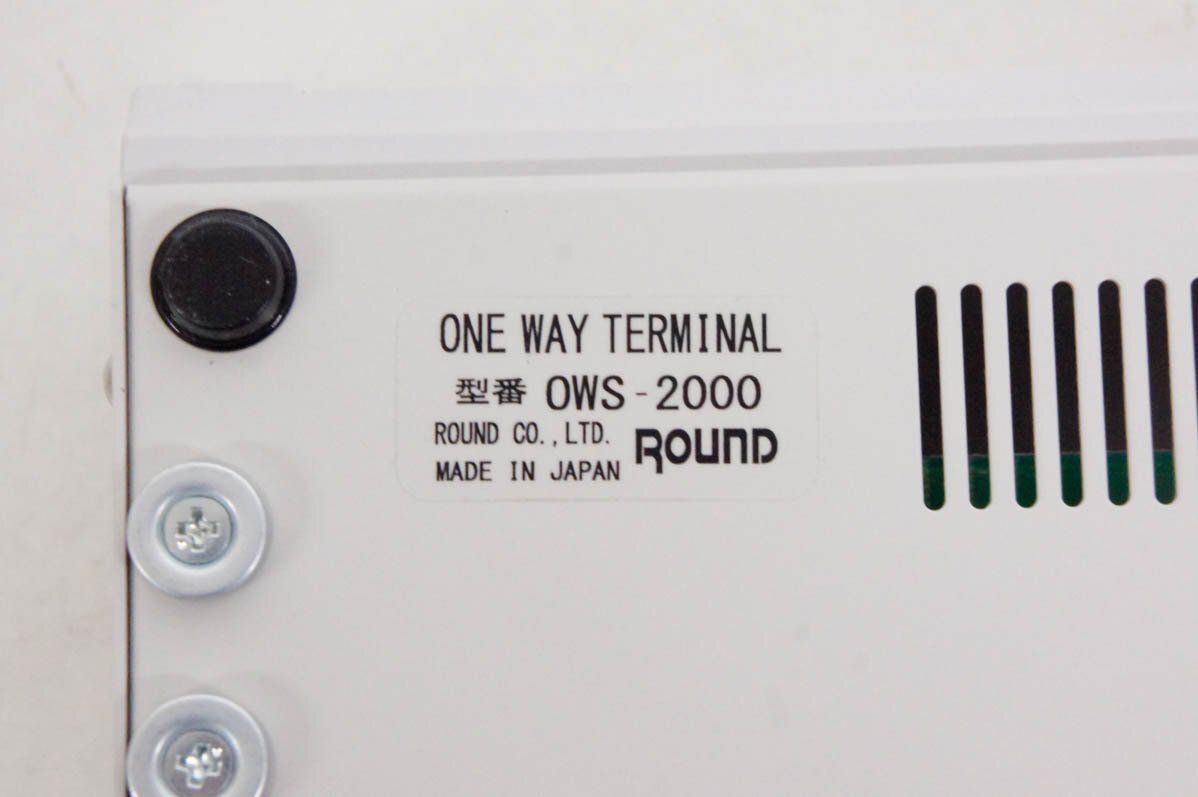 ONE WAY TERMINAL
型番 OWS-2000
ROUND CO.,LTD.
ROUND
MADE IN JAPAN